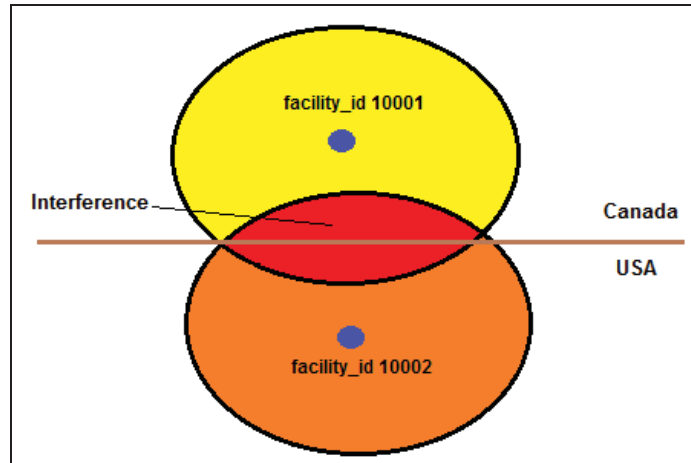 facility_id 10001
Interference
Canada
USA
facility_id 10002